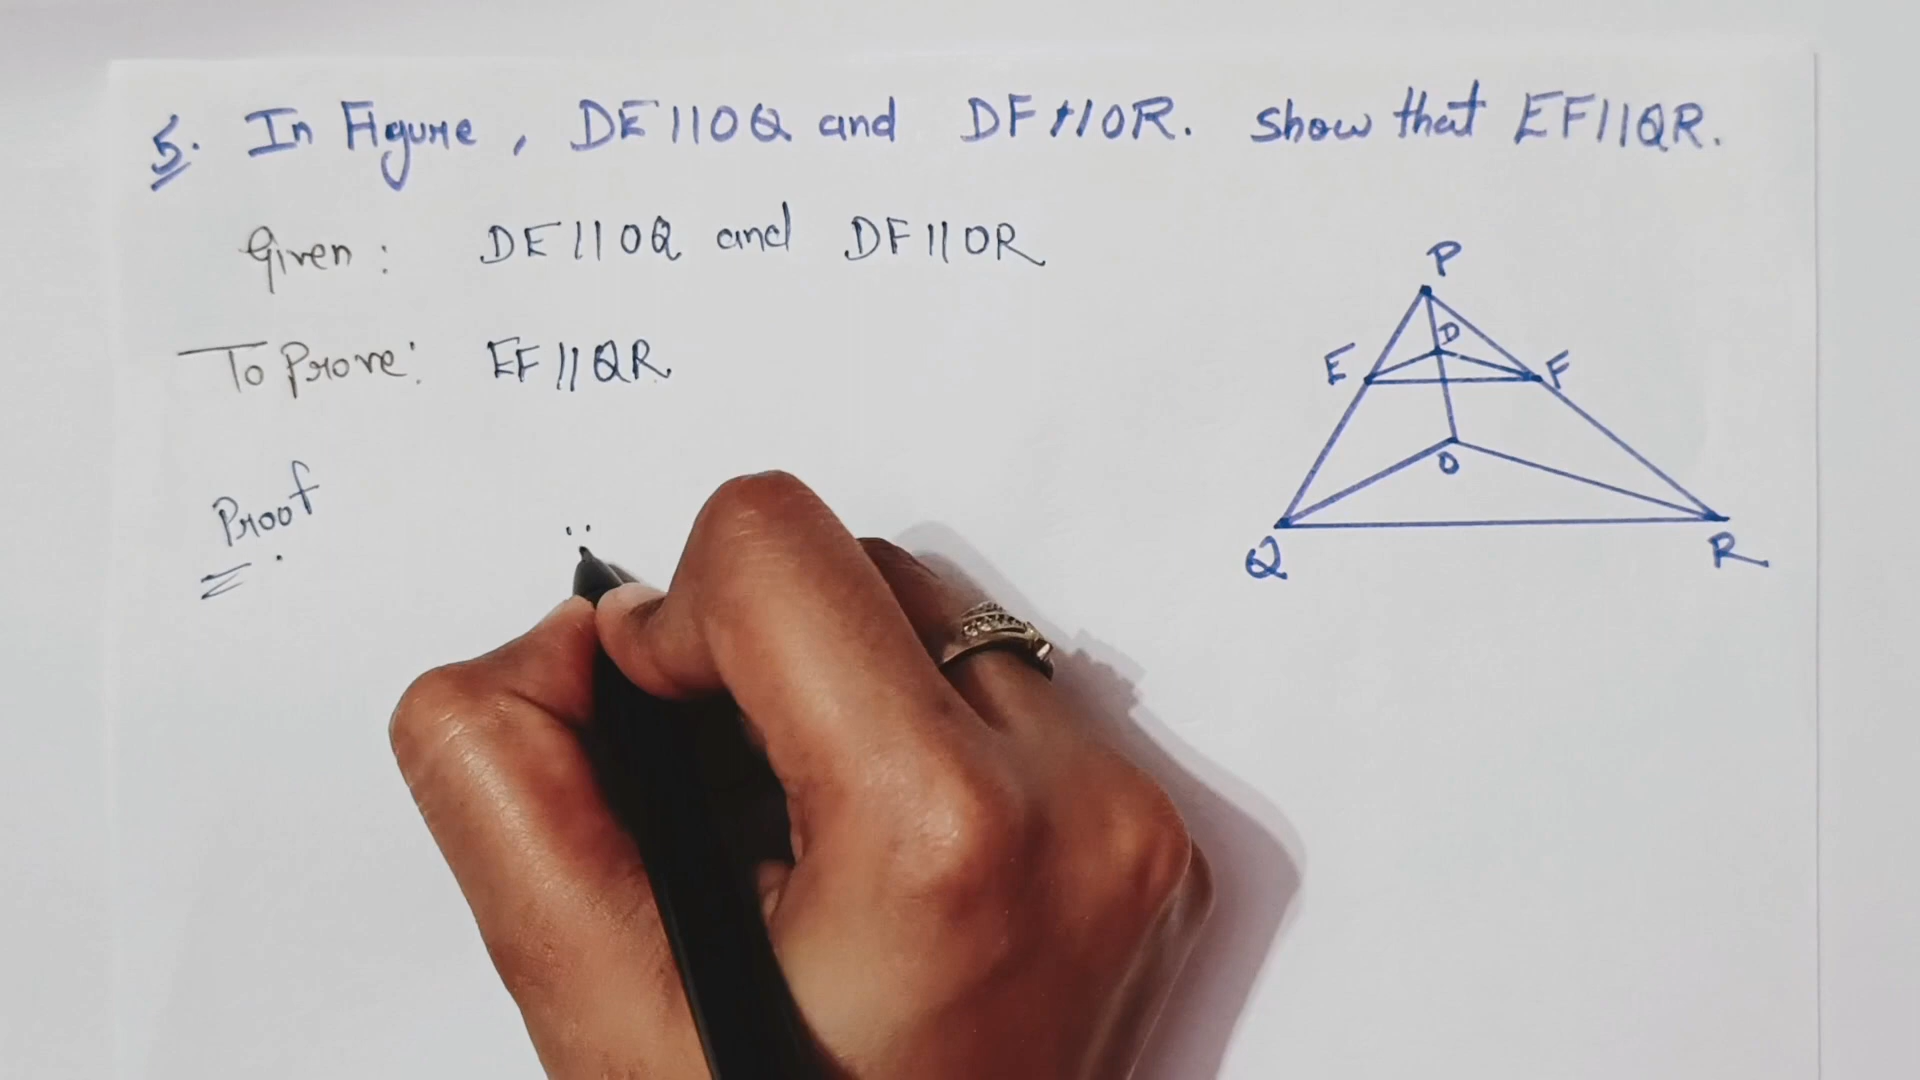 5. In Figure, DE||OQ and DF||OR. show that EF||QR.
Given: DE||OQ and DF||OR
To Prove: EF||QR.
Proof
P
D
E F
O
Q R